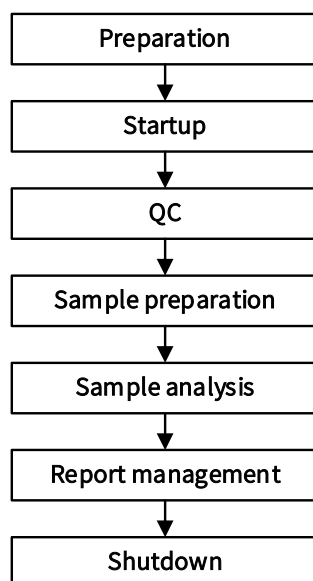 Preparation
Startup
QC
Sample preparation
Sample analysis
Report management
Shutdown